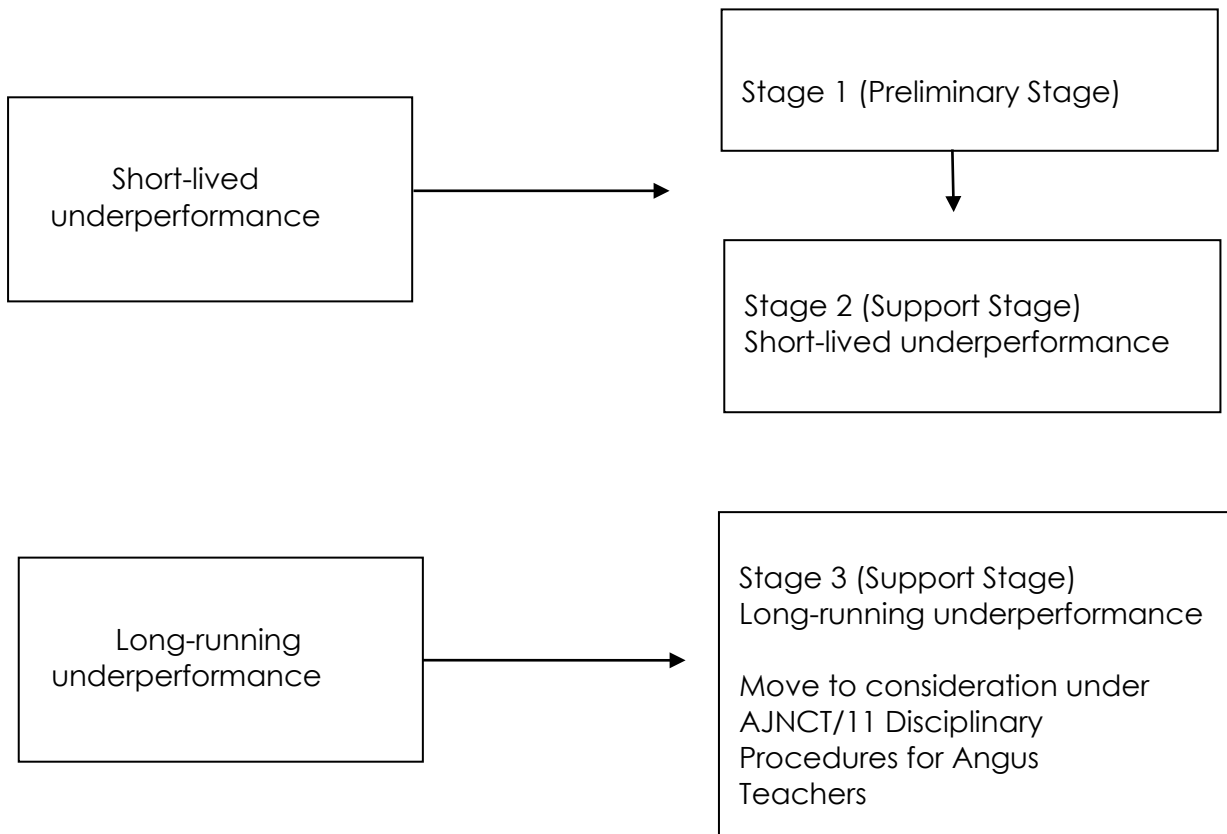 Stage 1 (Preliminary Stage)
Short-lived
underperformance
Stage 2 (Support Stage)
Short-lived underperformance
Long-running
underperformance
Stage 3 (Support Stage)
Long-running underperformance
Move to consideration under
AJNCT/11 Disciplinary
Procedures for Angus
Teachers